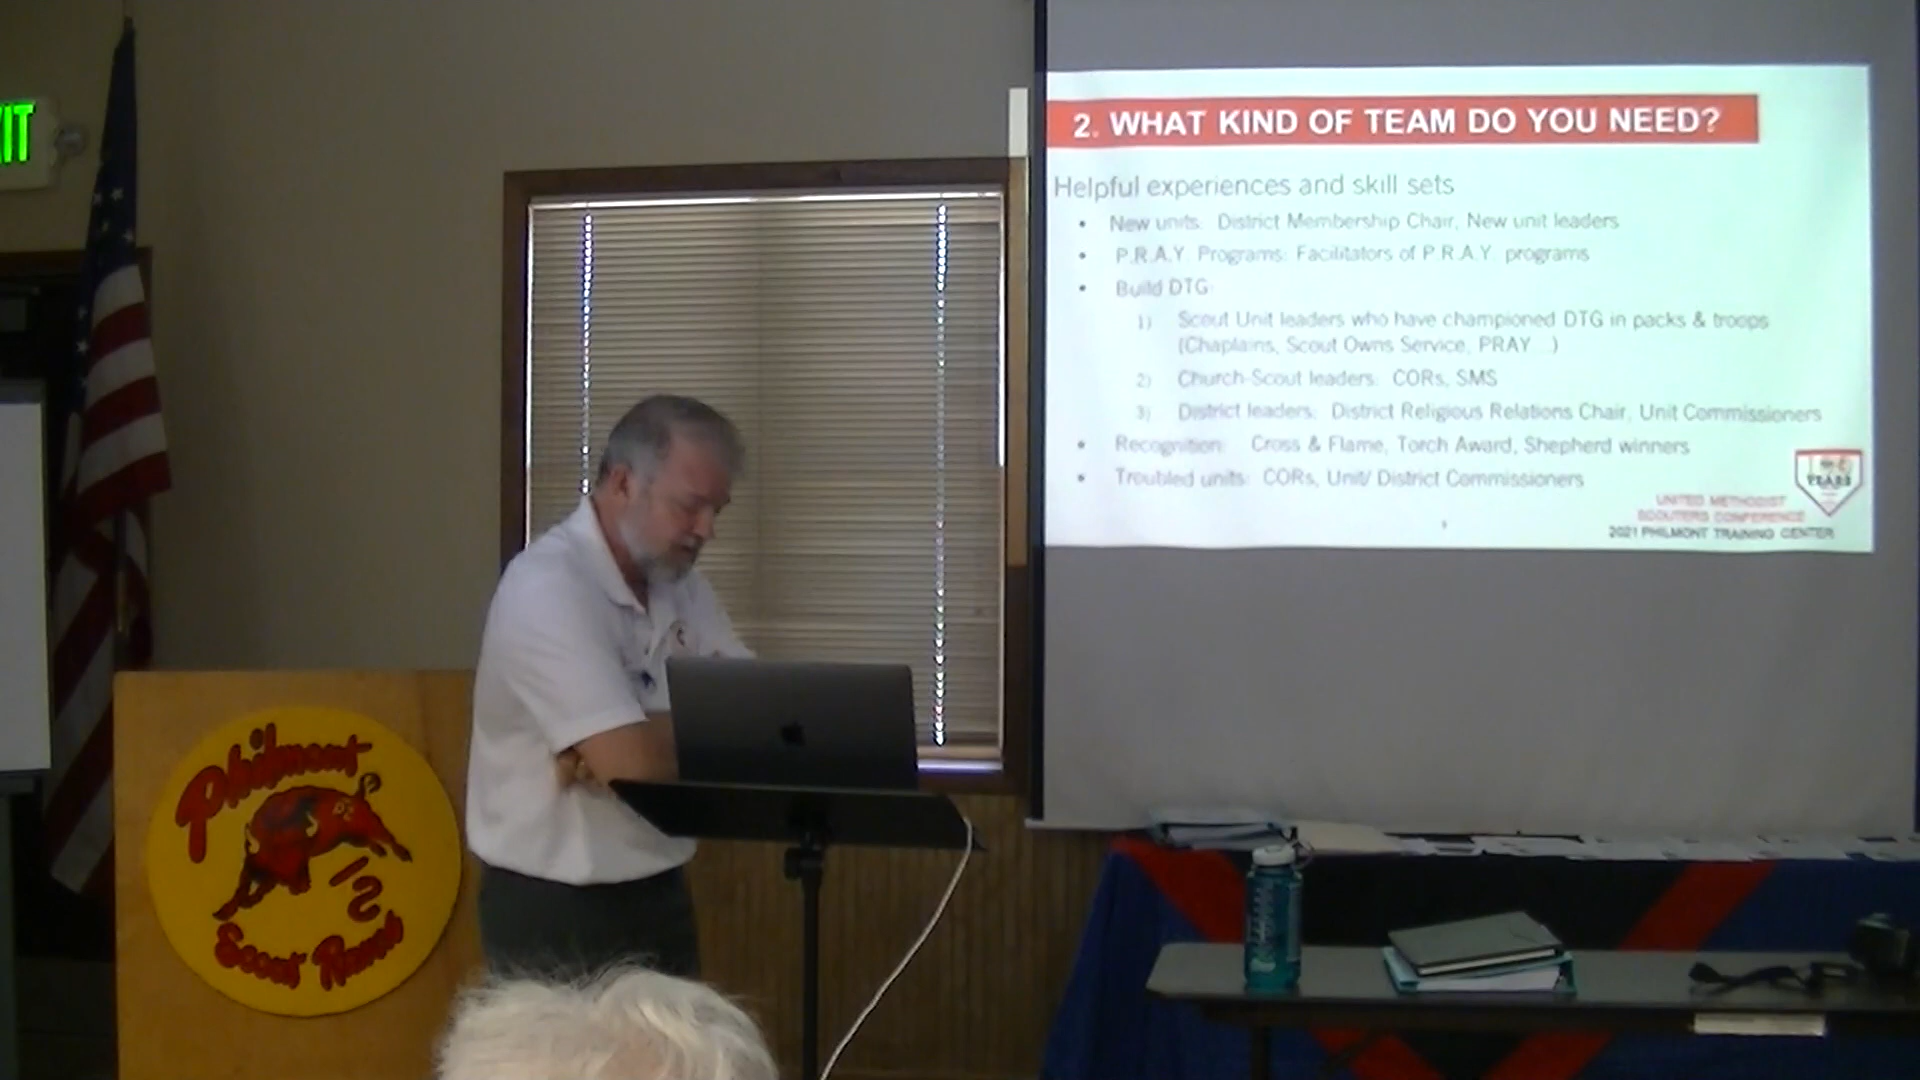 XIT
2. WHAT KIND OF TEAM DO YOU NEED?
Helpful experiences and skill sets
• New units: District Membership Chair, New unit leaders
• P.R.A.Y Programs: Facilitators of P.R.A.Y programs
• Build DTG:
1) Scout Unit leaders who have championed DTG in packs & troops
(Chaplains, Scout Owns Service, PRAY...)
2) Church-Scout leaders: CORs, SMS
3) District leaders: District Religious Relations Chair, Unit Commissioners
• Recognition: Cross & Flame, Torch Award, Shepherd winners
• Troubled units: CORs, Unit/ District Commissioners
YEARS
UNITED METHODIST
SCOUTERS CONFERENCE
2021 PHILMONT TRAINING CENTER
Philmont
Scout Ranch